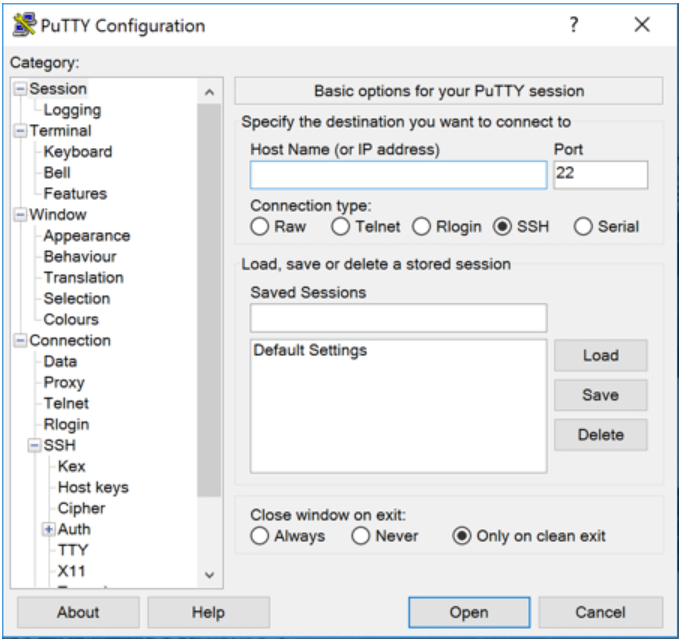 PuTTY Configuration ?
Category:
Session
Logging
Terminal
Keyboard
Bell
Features
Window
Appearance
Behaviour
Translation
Selection
Colours
Connection
Data
Proxy
Telnet
Rlogin
SSH
Kex
Host keys
Cipher
Auth
TTY
X11
Basic options for your PuTTY session
Specify the destination you want to connect to
Host Name (or IP address) Port
22
Connection type:
Raw Telnet Rlogin SSH Serial
Load, save or delete a stored session
Saved Sessions
Default Settings
Load
Save
Delete
Close window on exit:
Always Never Only on clean exit
About Help Open Cancel